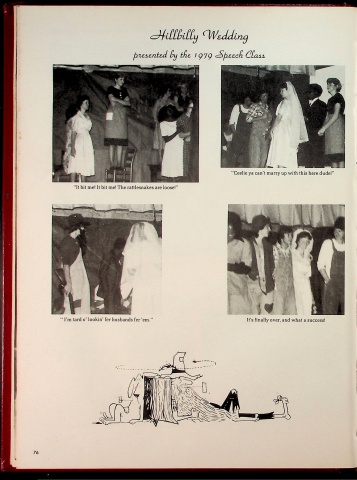 Hillbilly Wedding
presented by the 1979 Speech Class
"It bit me! It bit me! The rattlesnakes are loose!"
"Ceelie ya can't marry up with this here dude!"
"I'm tard o' lookin' fer husbands for 'em."
It's finally over, and what a success!
76